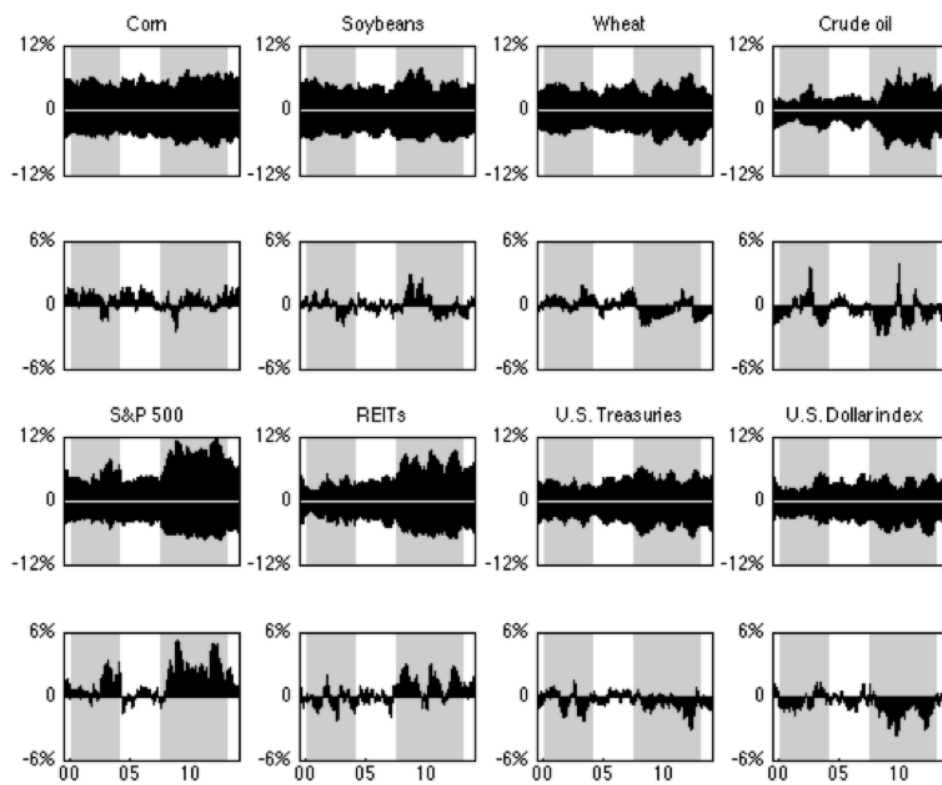 Corn Soybeans Wheat Crude oil
12% 12% 12% 12%
0 0 0 0
-12% -12% -12% -12%
6% 6% 6% 6%
0 0 0 0
-6% -6% -6% -6%
S&P 500 REITs U.S. Treasuries U.S. Dollar index
12% 12% 12% 12%
0 0 0 0
-12% -12% -12% -12%
6% 6% 6% 6%
0 0 0 0
-6% -6% -6% -6%
00 05 10 00 05 10 00 05 10 00 05 10